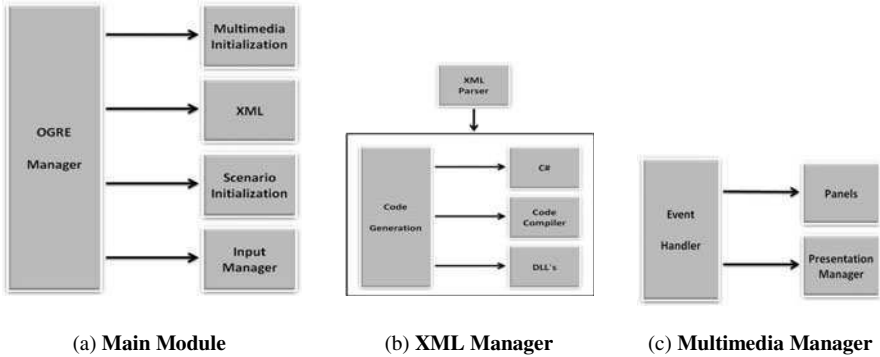 OGRE
Manager
Multimedia
Initialization
XML
Scenario
Initialization
Input
Manager
XML
Parser
Code
Generation
C#
Code
Compiler
DLL's
Event
Handler
Panels
Presentation
Manager
(a) Main Module
(b) XML Manager
(c) Multimedia Manager